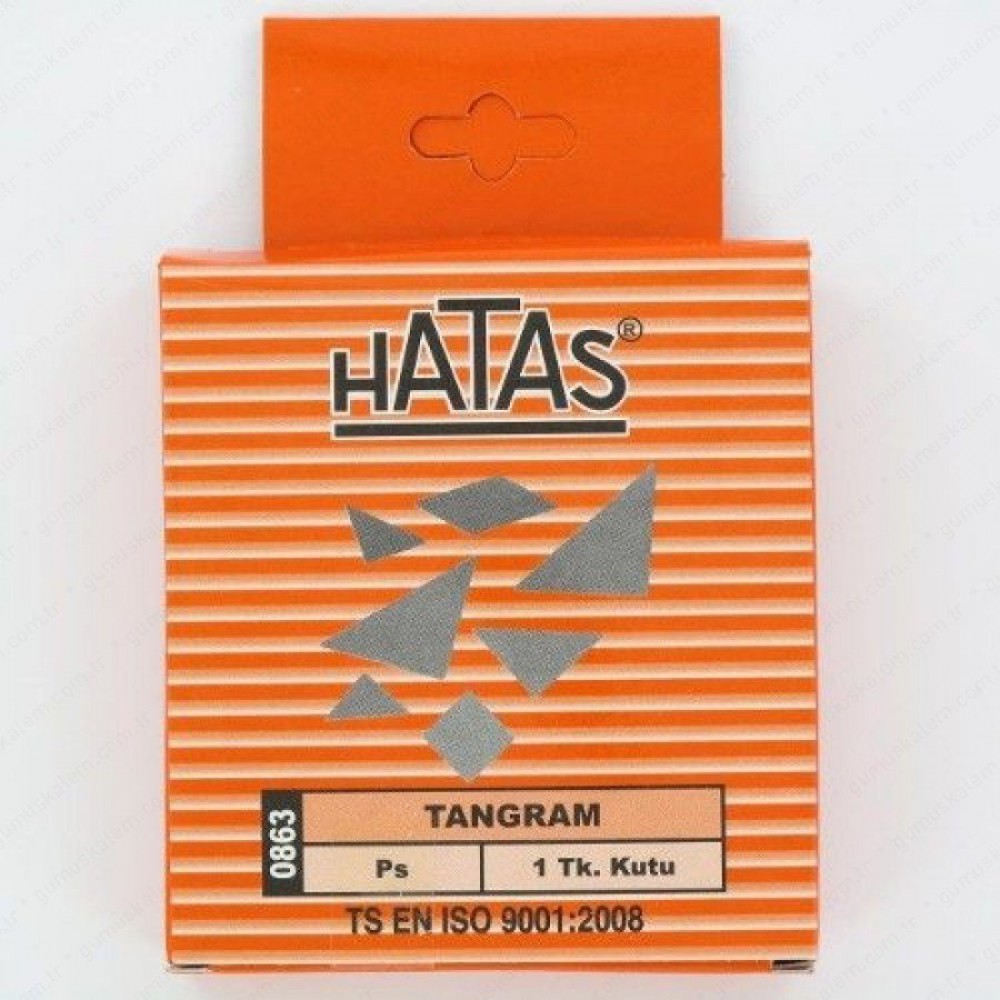 HATAS®
0863
TANGRAM
Ps
1 Tk. Kutu
TS EN ISO 9001:2008